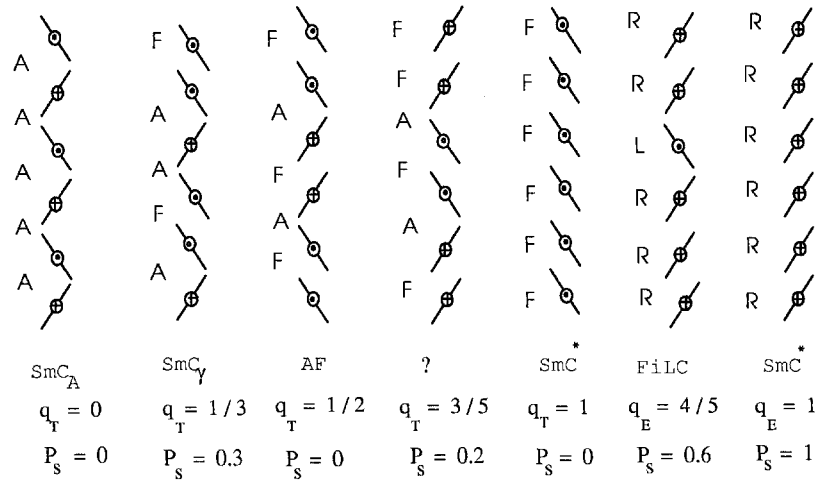 F F F F R R
A F F R R
A A A A F L R
A A F F F R R
A F A A F R R
A A F F F R R
SmC_A SmC_γ AF ? SmC* FiLC SmC*
q_T = 0 q_T = 1/3 q_T = 1/2 q_T = 3/5 q_T = 1 q_E = 4/5 q_E = 1
P_S = 0 P_S = 0.3 P_S = 0 P_S = 0.2 P_S = 0 P_S = 0.6 P_S = 1